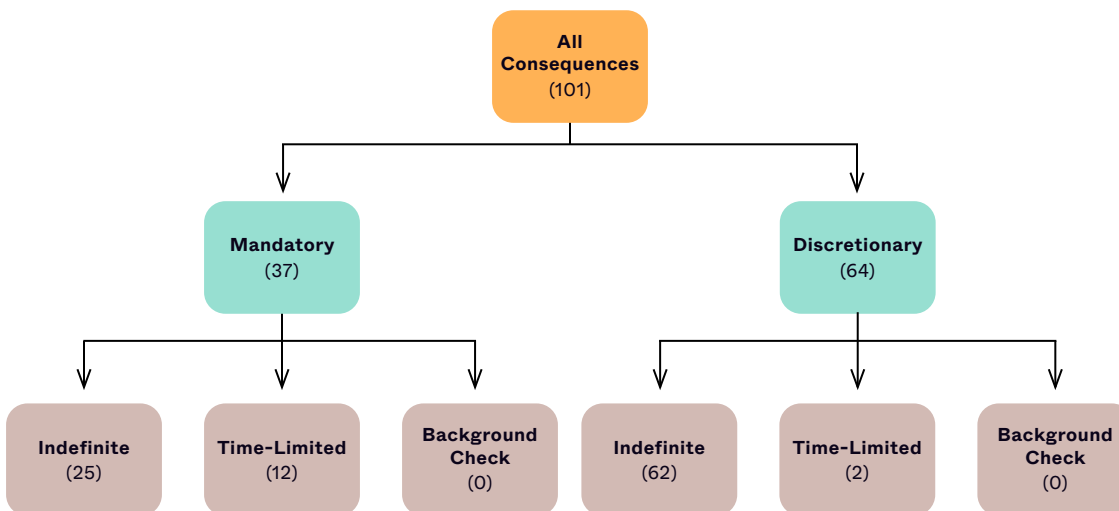 All
Consequences
(101)
Mandatory
(37)
Discretionary
(64)
Indefinite
(25)
Time-Limited
(12)
Background
Check
(0)
Indefinite
(62)
Time-Limited
(2)
Background
Check
(0)